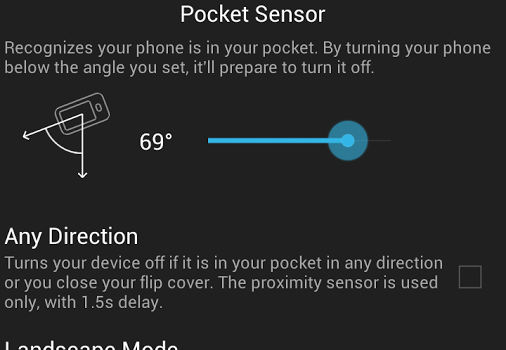 Pocket Sensor
Recognizes your phone is in your pocket. By turning your phone
below the angle you set, it'll prepare to turn it off.
69°
Any Direction
Turns your device off if it is in your pocket in any direction
or you close your flip cover. The proximity sensor is used
only, with 1.5s delay.
Landscape Mode